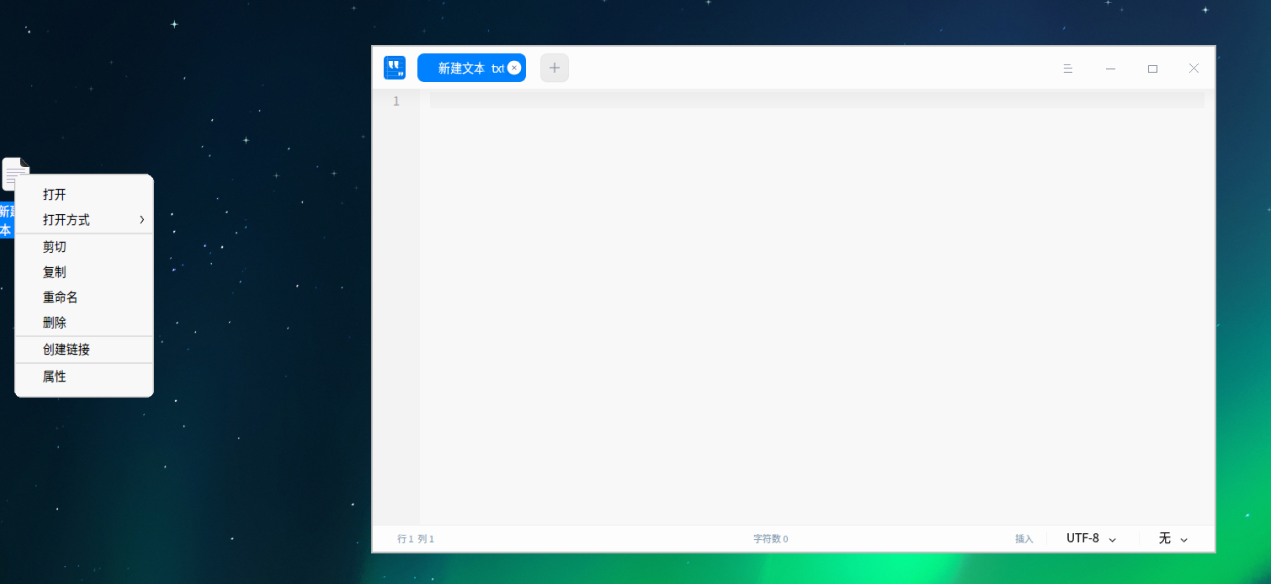 新建文本 txt
1
新建
本
打开
打开方式
剪切
复制
重命名
删除
创建链接
属性
行 1 列 1
字符数 0
插入
UTF-8
无